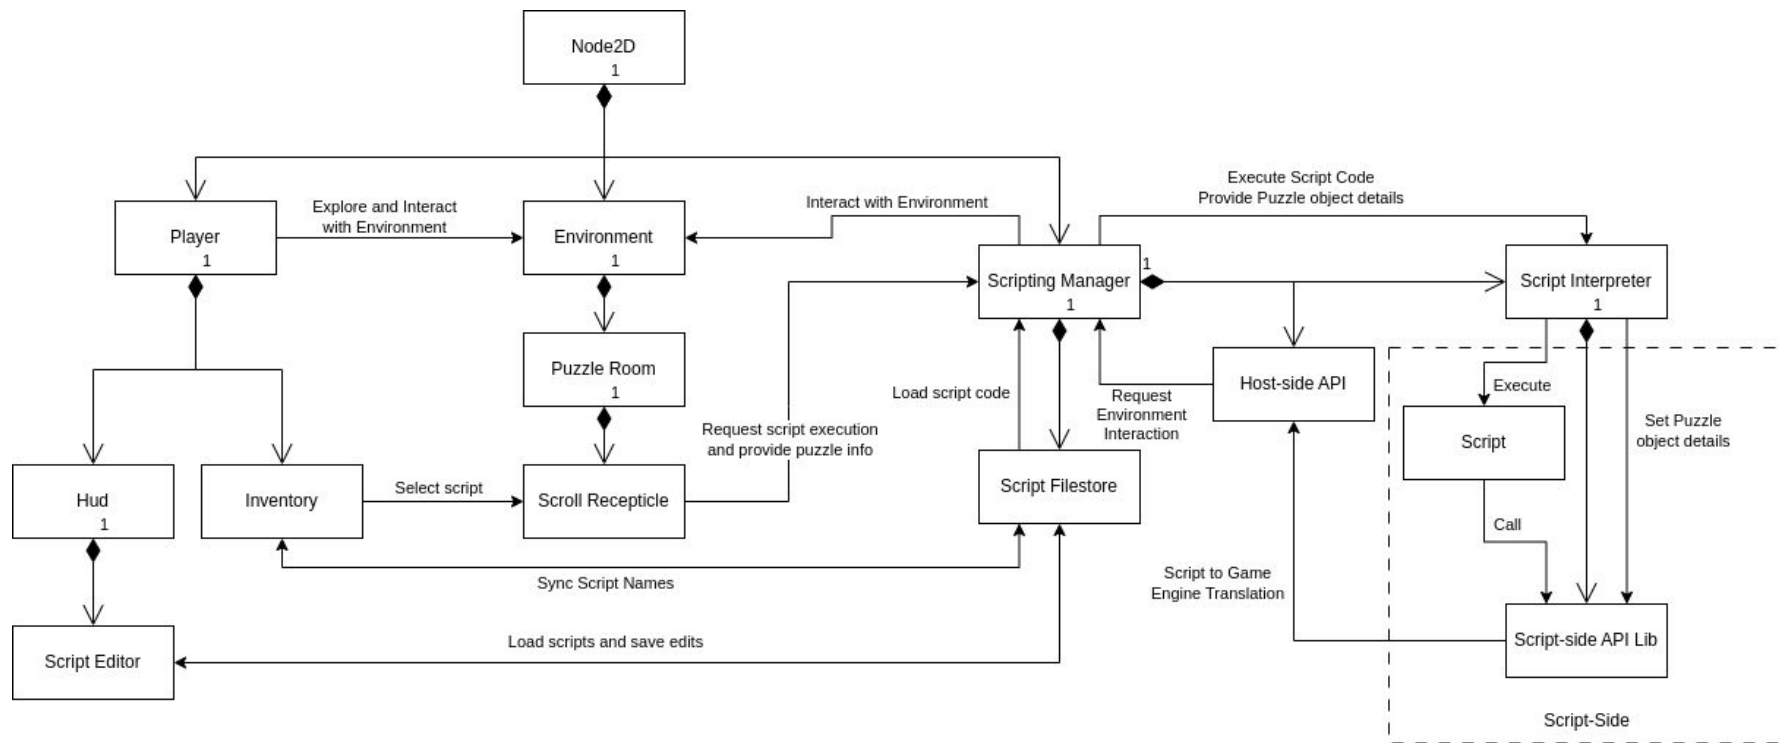 Node2D
1
Execute Script Code
Provide Puzzle object details
Explore and Interact
with Environment
Interact with Environment
Player
1
Environment
1
Scripting Manager
1
1
Script Interpreter
1
Puzzle Room
1
Host-side API
Load script code
Request
Environment
Interaction
Execute
Script
Set Puzzle
object details
Request script execution
and provide puzzle info
Hud
1
Inventory
Select script
Scroll Recepticle
Script Filestore
Call
Sync Script Names
Script to Game
Engine Translation
Script Editor
Load scripts and save edits
Script-side API Lib
Script-Side